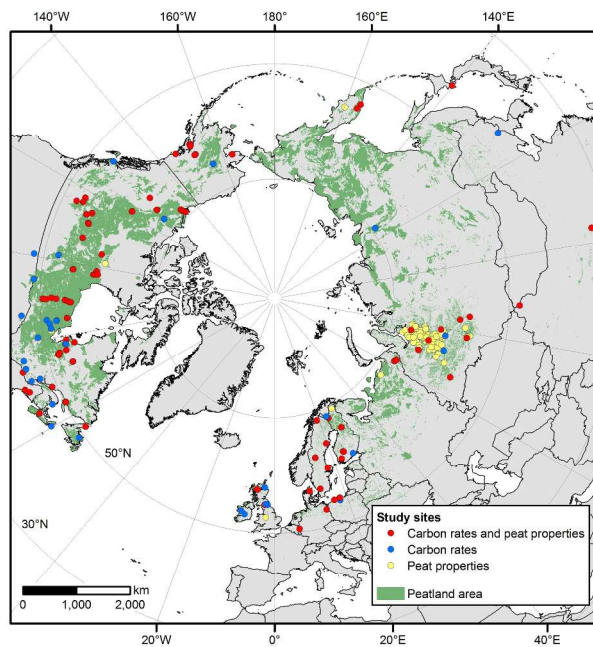 140°W 160°W 180° 160°E 140°E
50°N
30°N
Study sites
Carbon rates and peat properties
Carbon rates
Peat properties
Peatland area
0 1,000 2,000
km
20°W 0° 20°E 40°E